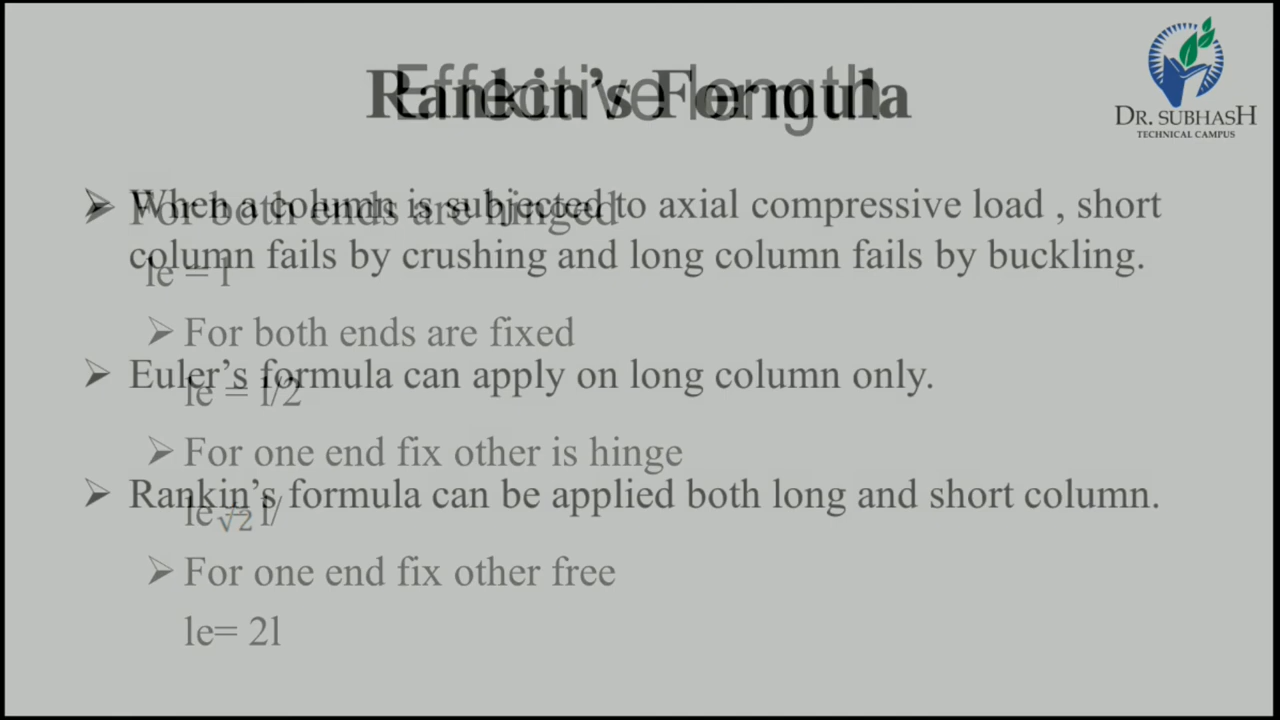 Rankin's Formula
Effective length
DR. SUBHASH
TECHNICAL CAMPUS
➢ When a column is subjected to axial compressive load , short
column fails by crushing and long column fails by buckling.
➢ Euler's formula can apply on long column only.
➢ Rankin's formula can be applied both long and short column.
➢ For both ends are hinged
le = l
➢ For both ends are fixed
le = l/2
➢ For one end fix other is hinge
le = l/
√2
➢ For one end fix other free
le= 2l